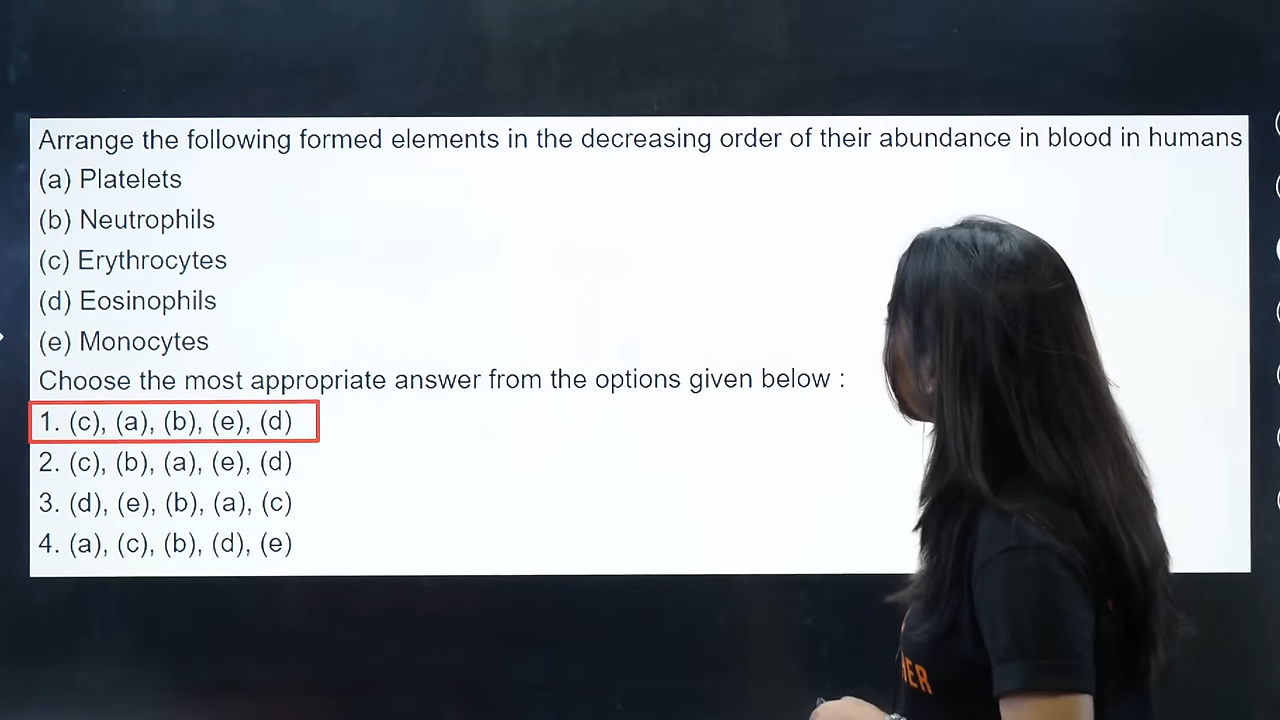 Arrange the following formed elements in the decreasing order of their abundance in blood in humans
(a) Platelets
(b) Neutrophils
(c) Erythrocytes
(d) Eosinophils
(e) Monocytes
Choose the most appropriate answer from the options given below :
1. (c), (a), (b), (e), (d)
2. (c), (b), (a), (e), (d)
3. (d), (e), (b), (a), (c)
4. (a), (c), (b), (d), (e)